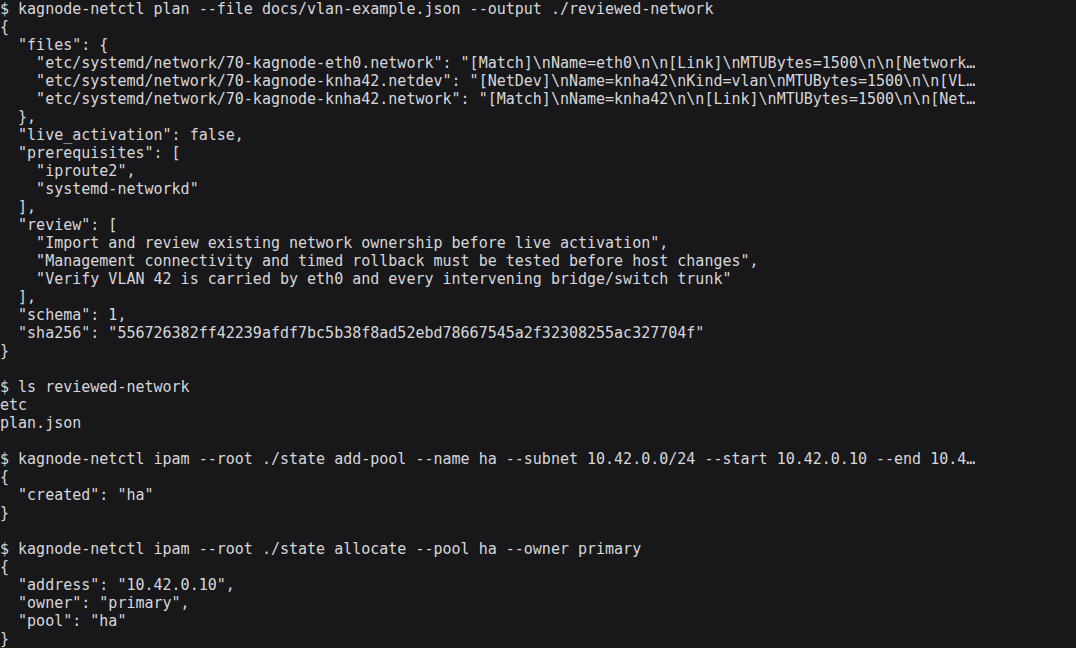 $ kagnode-netctl plan --file docs/vlan-example.json --output ./reviewed-network
{
  "files": {
    "etc/systemd/network/70-kagnode-eth0.network": "[Match]\nName=eth0\n\n[Link]\nMTUBytes=1500\n\n[Network…
    "etc/systemd/network/70-kagnode-knha42.netdev": "[NetDev]\nName=knha42\nKind=vlan\nMTUBytes=1500\n\n[VL…
    "etc/systemd/network/70-kagnode-knha42.network": "[Match]\nName=knha42\n\n[Link]\nMTUBytes=1500\n\n[Net…
  },
  "live_activation": false,
  "prerequisites": [
    "iproute2",
    "systemd-networkd"
  ],
  "review": [
    "Import and review existing network ownership before live activation",
    "Management connectivity and timed rollback must be tested before host changes",
    "Verify VLAN 42 is carried by eth0 and every intervening bridge/switch trunk"
  ],
  "schema": 1,
  "sha256": "556726382ff42239afdf7bc5b38f8ad52ebd78667545a2f32308255ac327704f"
}

$ ls reviewed-network
etc
plan.json

$ kagnode-netctl ipam --root ./state add-pool --name ha --subnet 10.42.0.0/24 --start 10.42.0.10 --end 10.4…
{
  "created": "ha"
}

$ kagnode-netctl ipam --root ./state allocate --pool ha --owner primary
{
  "address": "10.42.0.10",
  "owner": "primary",
  "pool": "ha"
}